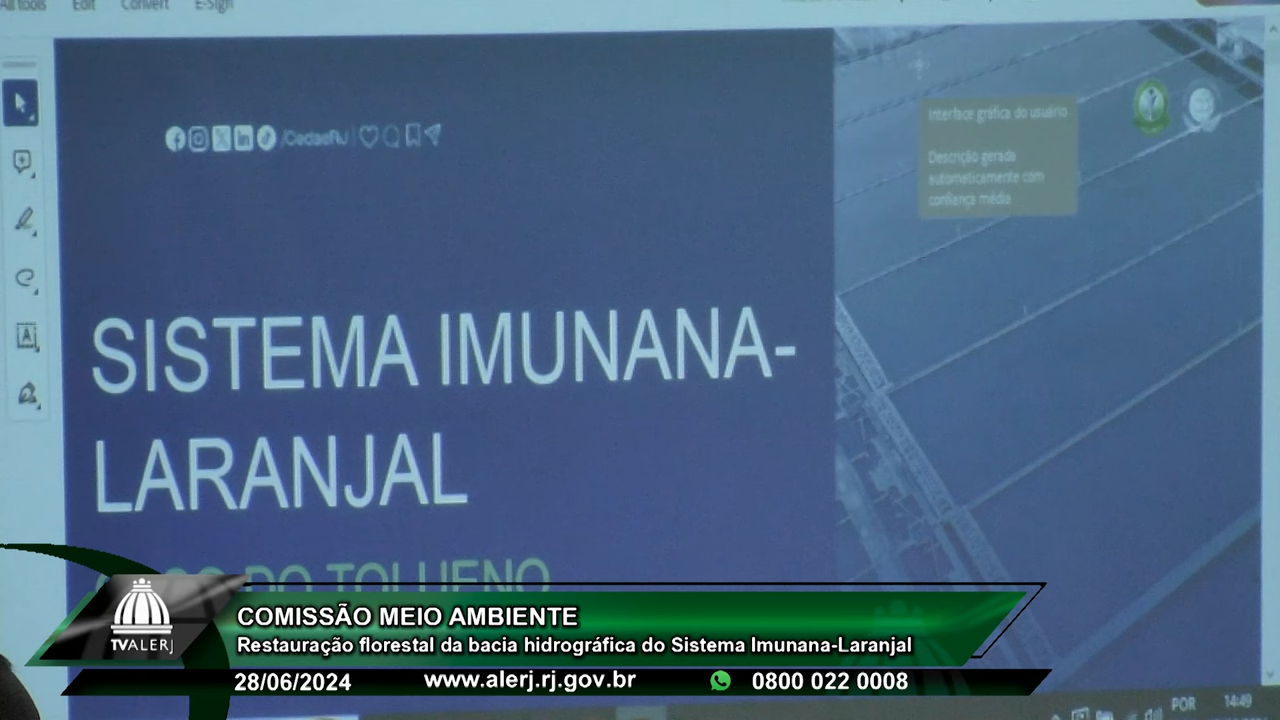 All tools Edit Convert E-Sign
/CedaeRJ
Interface gráfica do usuário
Descrição gerada
automaticamente com
confiança média
SISTEMA IMUNANA-
LARANJAL
DO TOLUENO
COMISSÃO MEIO AMBIENTE
Restauração florestal da bacia hidrográfica do Sistema Imunana-Laranjal
TVALERJ
28/06/2024 www.alerj.rj.gov.br 0800 022 0008
POR 14:49